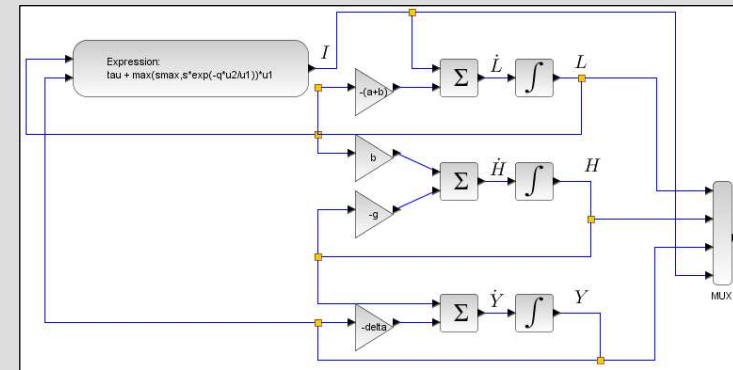 Expression:
tau + max(smax,s*exp(-q*u2/u1))*u1
I
-(a+b)
Σ
L̇
∫
L
b
-g
Σ
Ḣ
∫
H
-delta
Σ
Ẏ
∫
Y
MUX